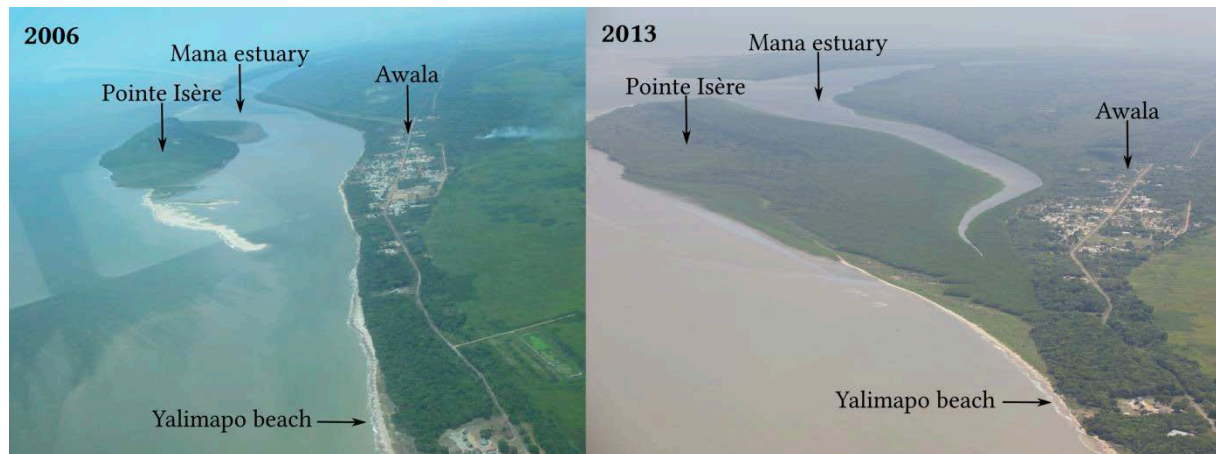 2006
Mana estuary
Pointe Isère
Awala
Yalimapo beach
2013
Mana estuary
Pointe Isère
Awala
Yalimapo beach